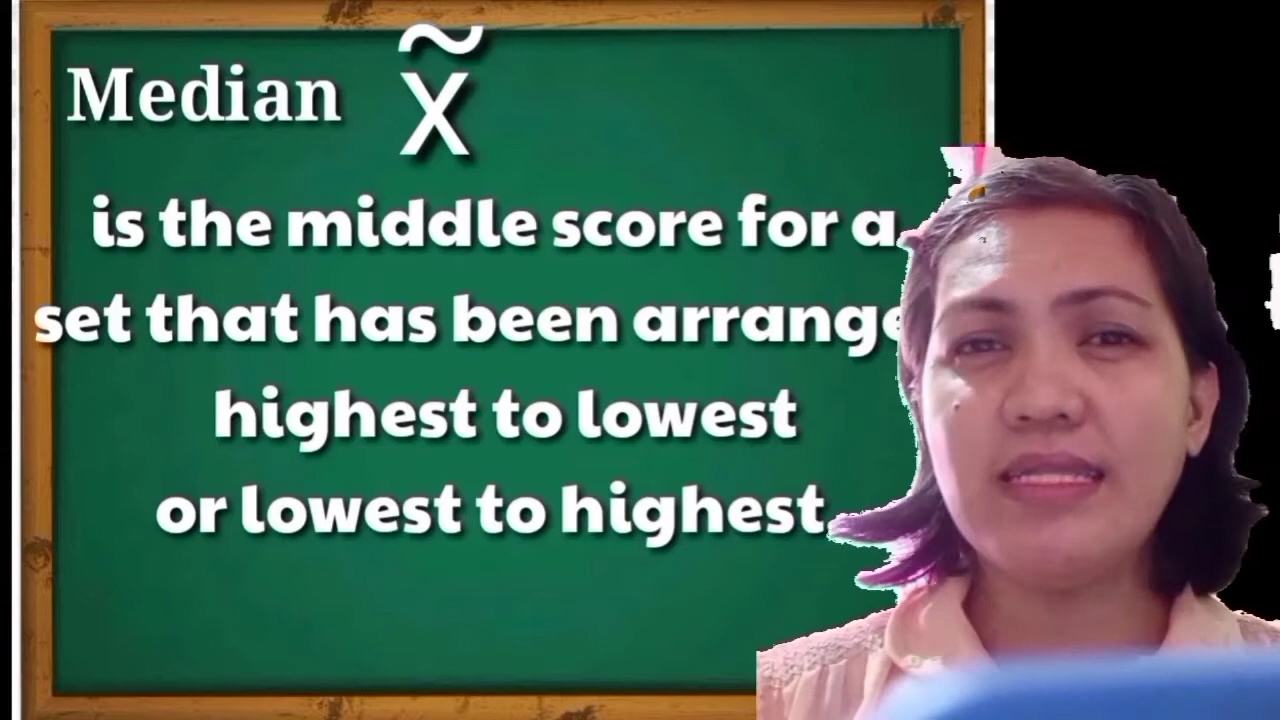 Median x̃
is the middle score for a
set that has been arrange
highest to lowest
or lowest to highest